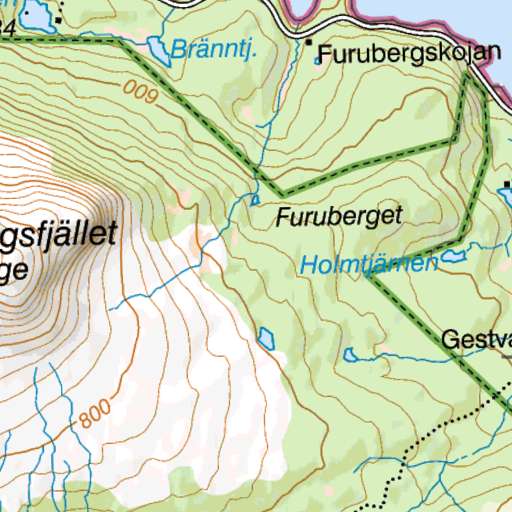 Bränntj.
Furubergskojan
600
Furuberget
gsfjället
ge
Holmtjärnen
Gestva
800